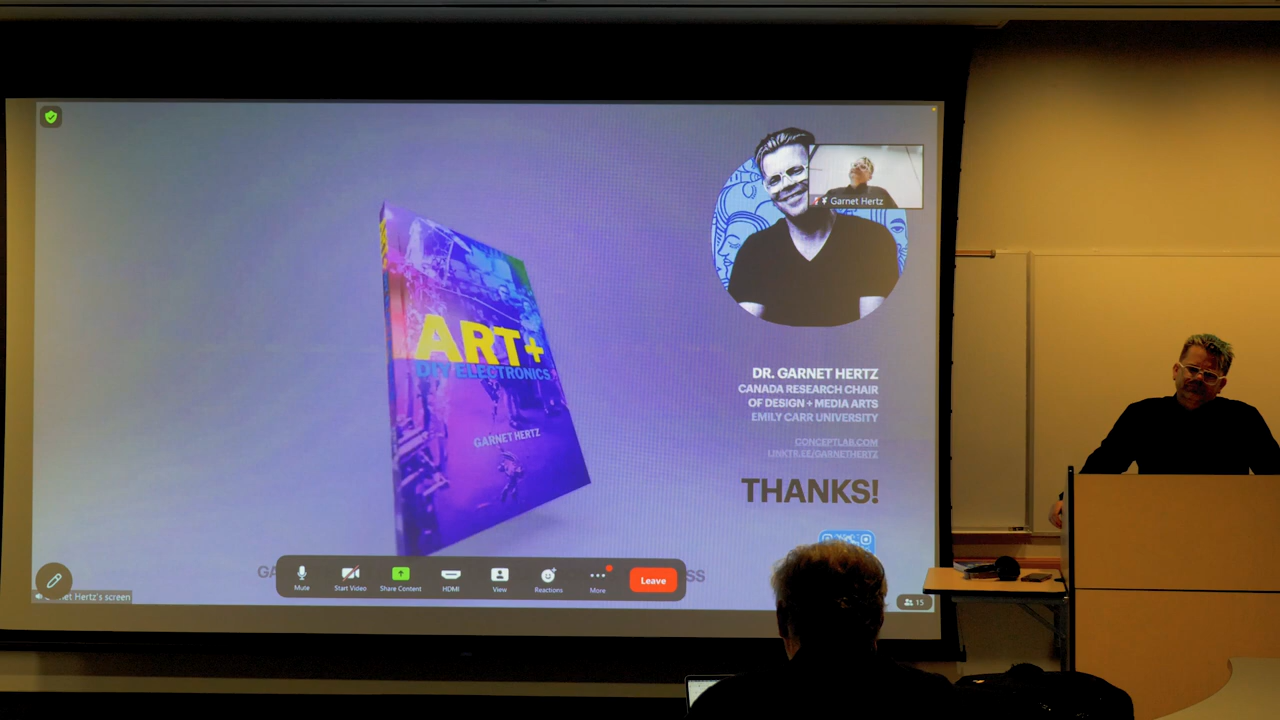 Garnet Hertz
ART+
DIY ELECTRONICS
GARNET HERTZ
DR. GARNET HERTZ
CANADA RESEARCH CHAIR
OF DESIGN + MEDIA ARTS
EMILY CARR UNIVERSITY
CONCEPTLAB.COM
LINKTR.EE/GARNETHERTZ
THANKS!
Mute
Start Video
Share Content
HDMI
View
Reactions
More
Leave
Hertz's screen
15